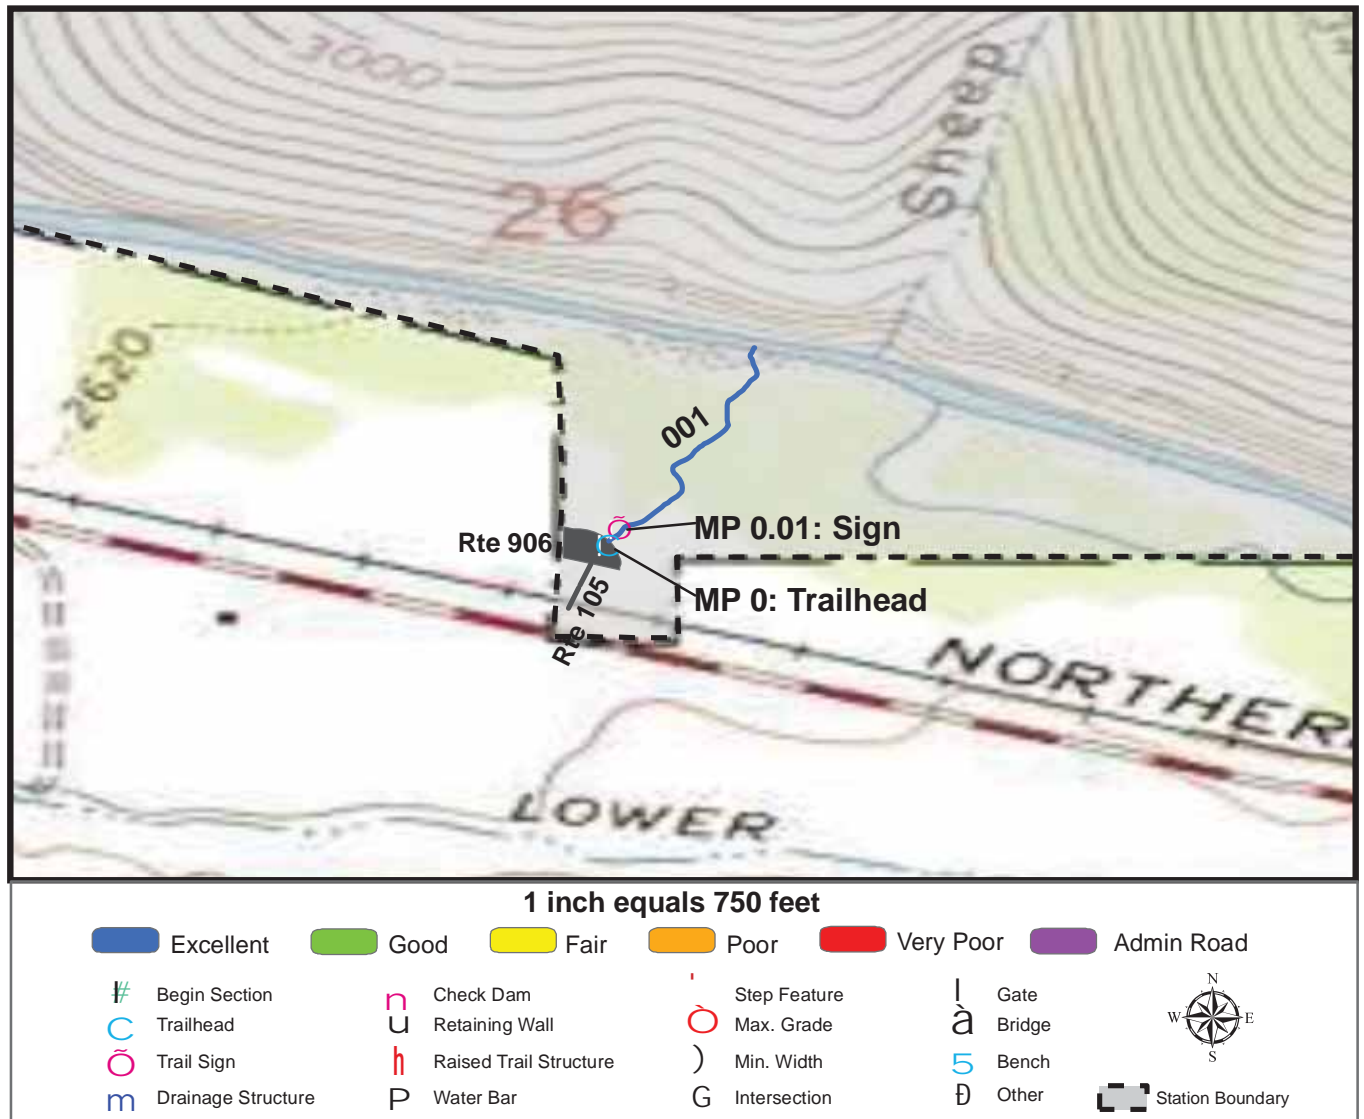 3000
Sheep
26
2620
001
MP 0.01: Sign
Rte 906
MP 0: Trailhead
Rte 105
NORTHER
LOWER
1 inch equals 750 feet
Excellent
Good
Fair
Poor
Very Poor
Admin Road
# Begin Section
C Trailhead
Õ Trail Sign
m Drainage Structure
n Check Dam
u Retaining Wall
h Raised Trail Structure
P Water Bar
' Step Feature
Ò Max. Grade
) Min. Width
G Intersection
l Gate
à Bridge
5 Bench
Ð Other
N
W E
S
Station Boundary